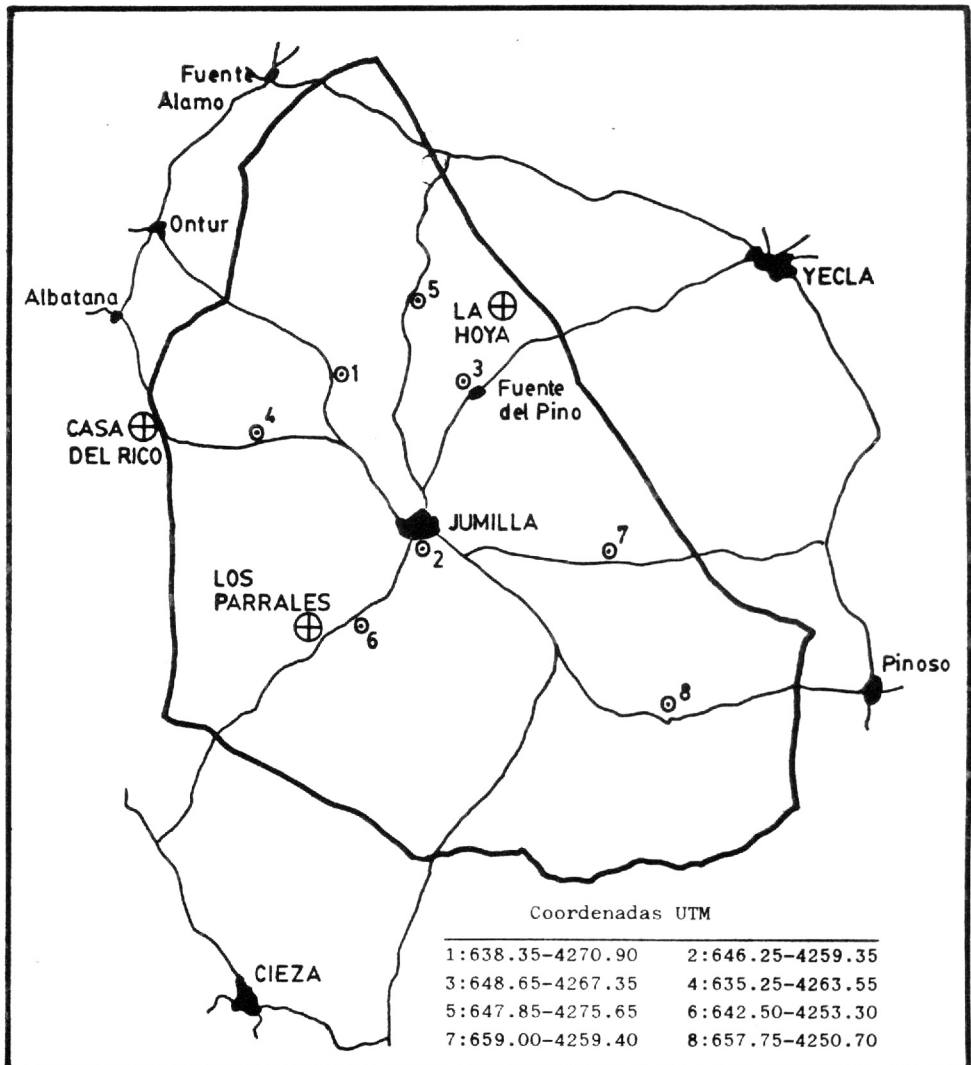 Fuente
Alamo
Ontur
Albatana
YECLA
5
LA
HOYA
1
3
Fuente
del Pino
4
CASA
DEL RICO
JUMILLA
2
7
LOS
PARRALES
6
Pinoso
8
CIEZA
Coordenadas UTM
1:638.35-4270.90 2:646.25-4259.35
3:648.65-4267.35 4:635.25-4263.55
5:647.85-4275.65 6:642.50-4253.30
7:659.00-4259.40 8:657.75-4250.70